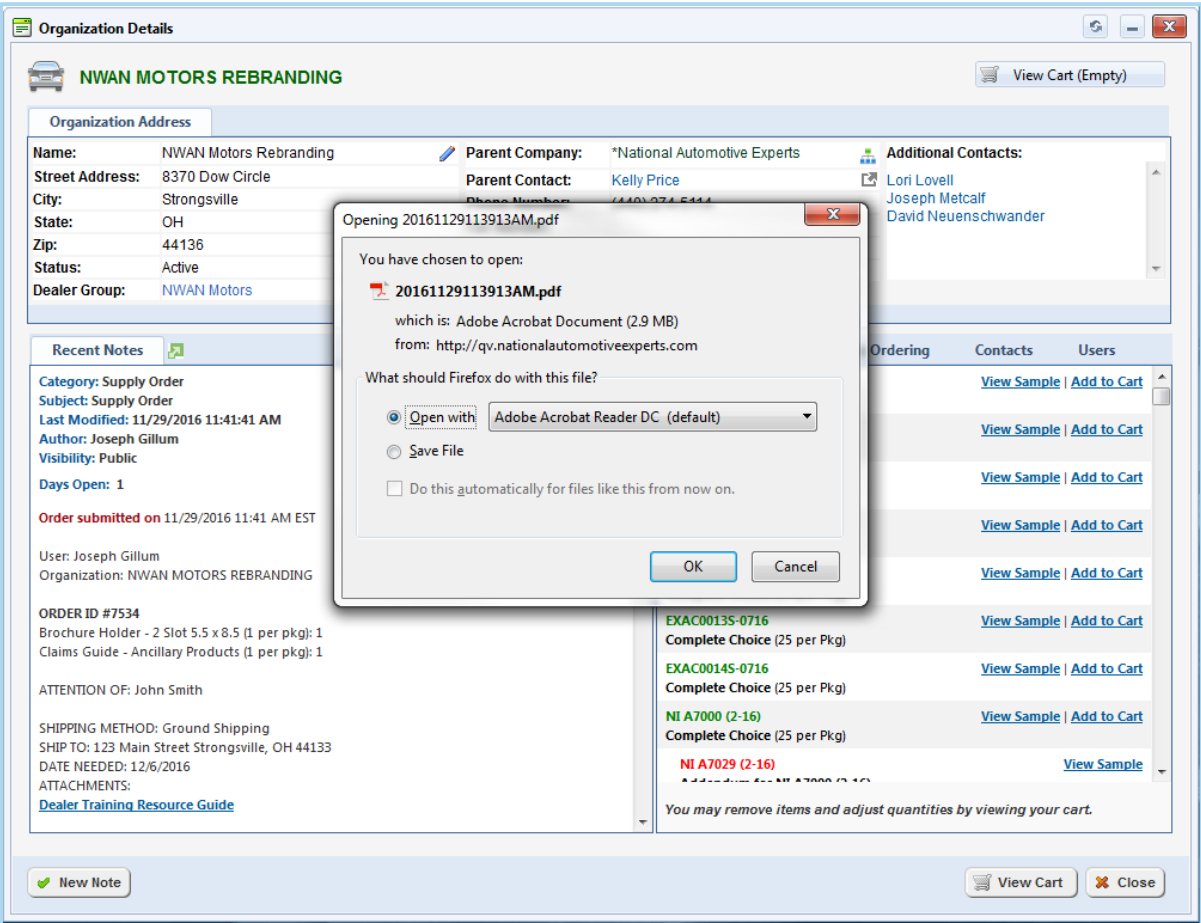 Organization Details
NWAN MOTORS REBRANDING
View Cart (Empty)
Organization Address
Name: NWAN Motors Rebranding
Street Address: 8370 Dow Circle
City: Strongsville
State: OH
Zip: 44136
Status: Active
Dealer Group: NWAN Motors
Parent Company: *National Automotive Experts
Parent Contact: Kelly Price
Phone Number: (440) 274-5114
Additional Contacts:
Lori Lovell
Joseph Metcalf
David Neuenschwander
Opening 20161129113913AM.pdf
You have chosen to open:
20161129113913AM.pdf
which is: Adobe Acrobat Document (2.9 MB)
from: http://qv.nationalautomotiveexperts.com
What should Firefox do with this file?
Open with Adobe Acrobat Reader DC (default)
Save File
Do this automatically for files like this from now on.
OK Cancel
Recent Notes
Category: Supply Order
Subject: Supply Order
Last Modified: 11/29/2016 11:41:41 AM
Author: Joseph Gillum
Visibility: Public
Days Open: 1
Order submitted on 11/29/2016 11:41 AM EST
User: Joseph Gillum
Organization: NWAN MOTORS REBRANDING
ORDER ID #7534
Brochure Holder - 2 Slot 5.5 x 8.5 (1 per pkg): 1
Claims Guide - Ancillary Products (1 per pkg): 1
ATTENTION OF: John Smith
SHIPPING METHOD: Ground Shipping
SHIP TO: 123 Main Street Strongsville, OH 44133
DATE NEEDED: 12/6/2016
ATTACHMENTS:
Dealer Training Resource Guide
Ordering Contacts Users
View Sample | Add to Cart
View Sample | Add to Cart
View Sample | Add to Cart
View Sample | Add to Cart
View Sample | Add to Cart
EXAC0013S-0716 View Sample | Add to Cart
Complete Choice (25 per Pkg)
EXAC0014S-0716 View Sample | Add to Cart
Complete Choice (25 per Pkg)
NI A7000 (2-16) View Sample | Add to Cart
Complete Choice (25 per Pkg)
NI A7029 (2-16) View Sample
Addendum for NI A7000 (2-16)
You may remove items and adjust quantities by viewing your cart.
New Note
View Cart
Close